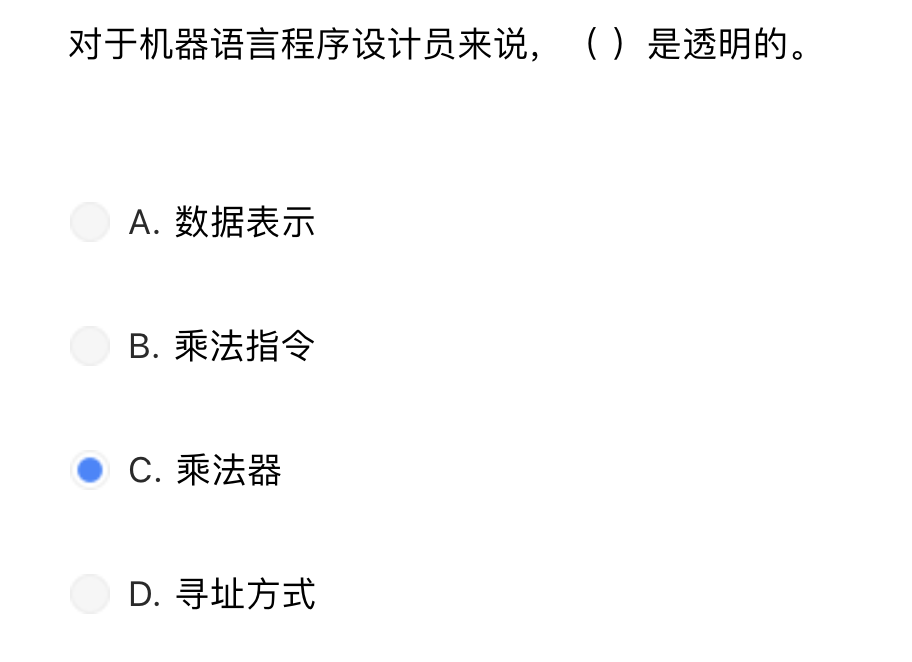 对于机器语言程序设计员来说，（ ）是透明的。
A. 数据表示
B. 乘法指令
C. 乘法器
D. 寻址方式